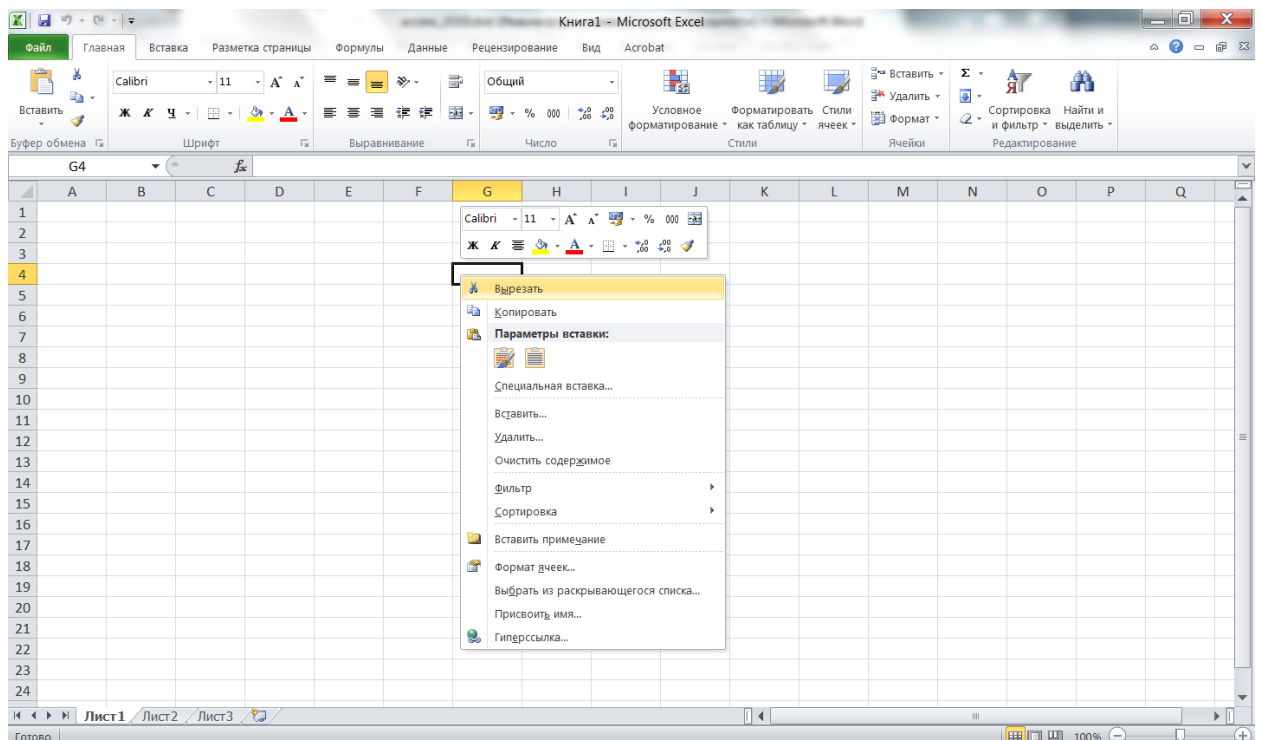 Книга1 - Microsoft Excel
Файл Главная Вставка Разметка страницы Формулы Данные Рецензирование Вид Acrobat
Вставить
Calibri 11
Ж К Ч
Общий
% 000
Условное форматирование
Форматировать как таблицу
Стили ячеек
Вставить
Удалить
Формат
Σ
Сортировка и фильтр
Найти и выделить
Буфер обмена Шрифт Выравнивание Число Стили Ячейки Редактирование
G4 fx
A B C D E F G H I J K L M N O P Q
1
2
3
4
5
6
7
8
9
10
11
12
13
14
15
16
17
18
19
20
21
22
23
24
Calibri 11 A A % 000
Ж К A
Вырезать
Копировать
Параметры вставки:
Специальная вставка...
Вставить...
Удалить...
Очистить содержимое
Фильтр
Сортировка
Вставить примечание
Формат ячеек...
Выбрать из раскрывающегося списка...
Присвоить имя...
Гиперссылка...
Лист1 Лист2 Лист3
Готово 100%